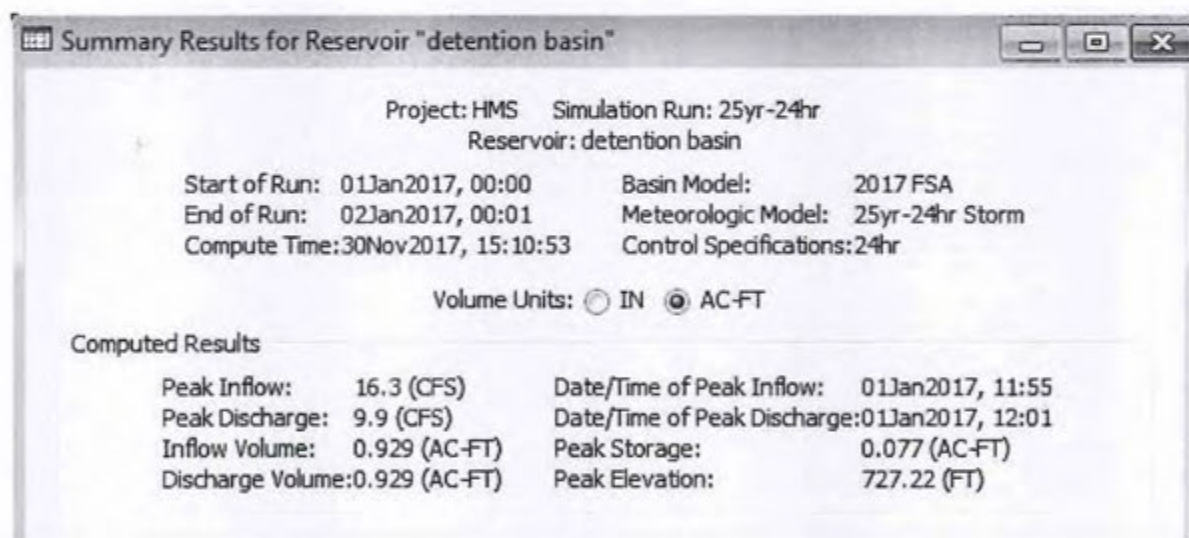 Summary Results for Reservoir "detention basin"
Project: HMS Simulation Run: 25yr-24hr
Reservoir: detention basin
Start of Run: 01Jan2017, 00:00 Basin Model: 2017 FSA
End of Run: 02Jan2017, 00:01 Meteorologic Model: 25yr-24hr Storm
Compute Time:30Nov2017, 15:10:53 Control Specifications:24hr
Volume Units: IN AC-FT
Computed Results
Peak Inflow: 16.3 (CFS) Date/Time of Peak Inflow: 01Jan2017, 11:55
Peak Discharge: 9.9 (CFS) Date/Time of Peak Discharge:01Jan2017, 12:01
Inflow Volume: 0.929 (AC-FT) Peak Storage: 0.077 (AC-FT)
Discharge Volume:0.929 (AC-FT) Peak Elevation: 727.22 (FT)